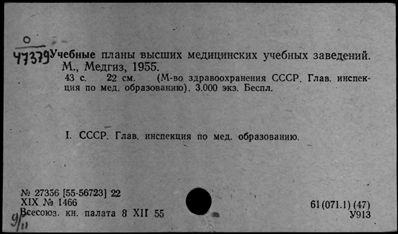 О
47379
Учебные планы высших медицинских учебных заведений.
М., Медгиз, 1955.
43 с. 22 см. (М-во здравоохранения СССР. Глав. инспек-
ция по мед. образованию). 3.000 экз. Беспл.
I. СССР. Глав. инспекция по мед. образованию.
№ 27356 [55-56723] 22
XIX № 1466
Всесоюз. кн. палата 8 XII 55
61(071.1)(47)
У913
9/II